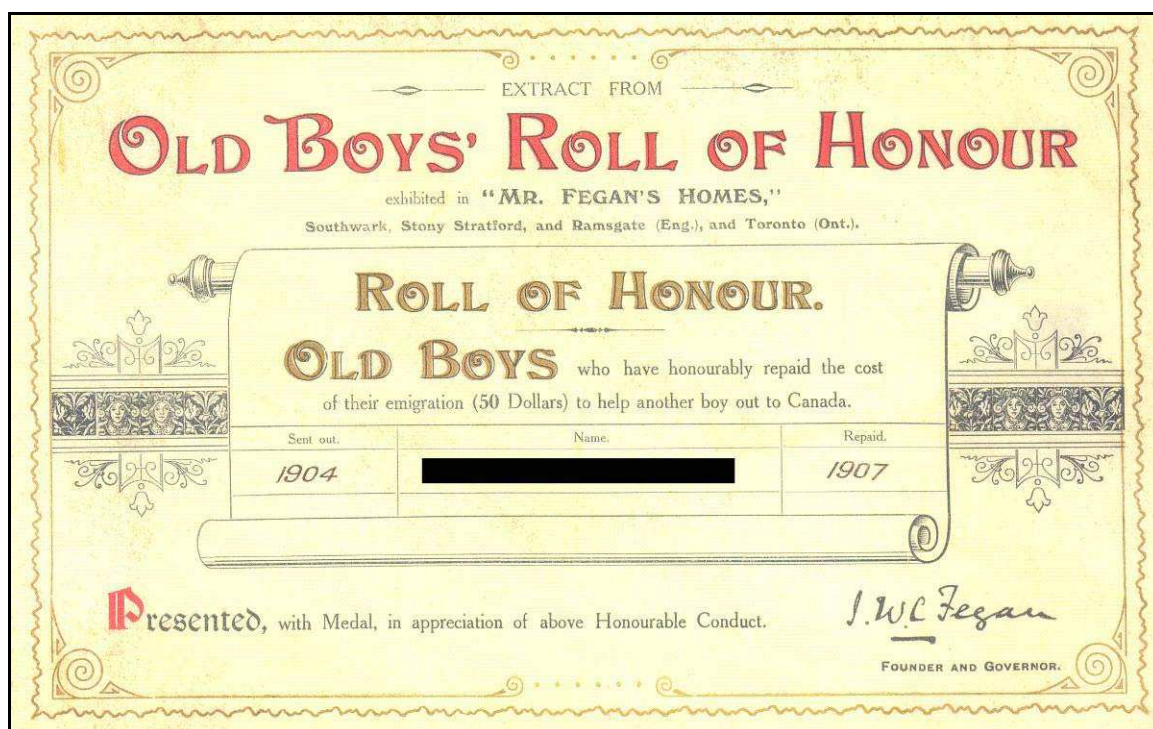 EXTRACT FROM
OLD BOYS' ROLL OF HONOUR
exhibited in "MR. FEGAN'S HOMES,"
Southwark, Stony Stratford, and Ramsgate (Eng.), and Toronto (Ont.).
ROLL OF HONOUR.
OLD BOYS who have honourably repaid the cost
of their emigration (50 Dollars) to help another boy out to Canada.
Sent out. Name. Repaid.
1904 1907
Presented, with Medal, in appreciation of above Honourable Conduct.
J. W. C. Fegan
FOUNDER AND GOVERNOR.